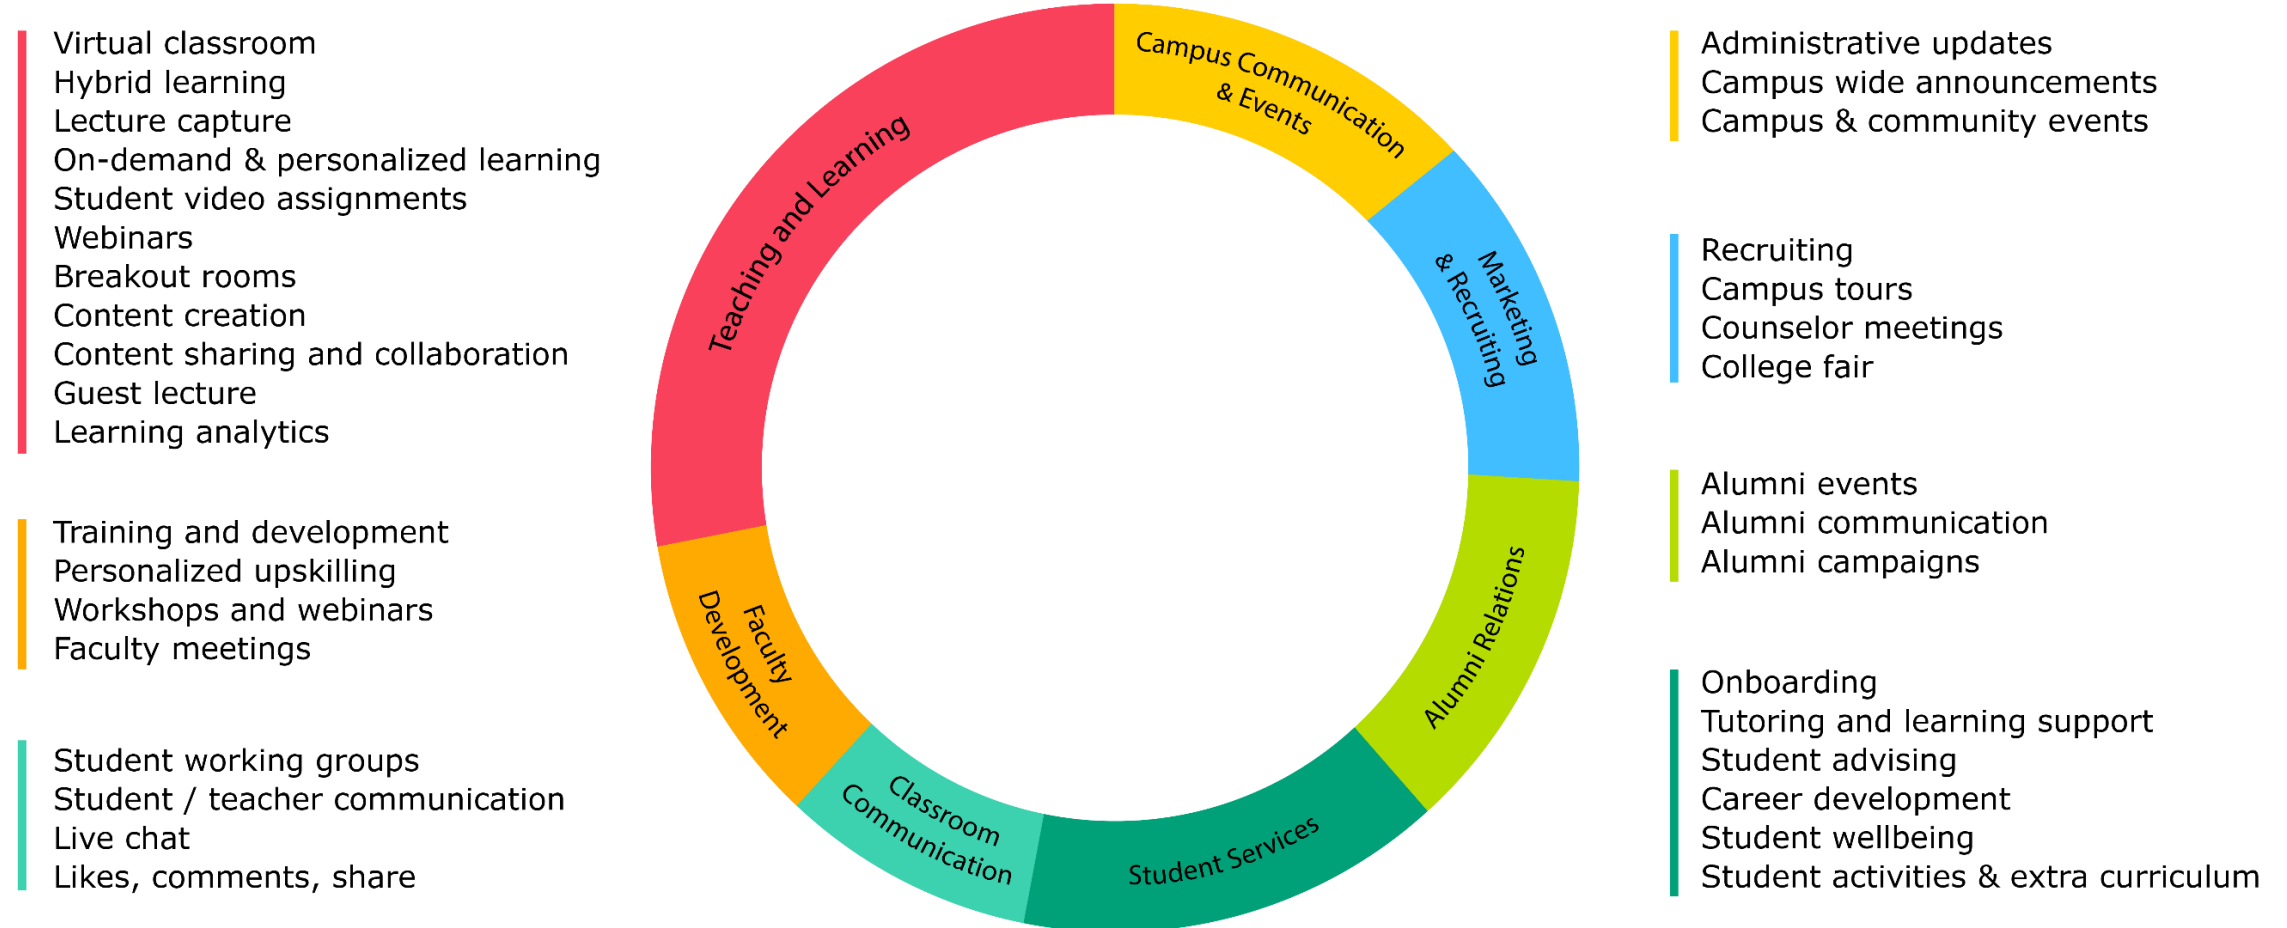 Virtual classroom
Hybrid learning
Lecture capture
On-demand & personalized learning
Student video assignments
Webinars
Breakout rooms
Content creation
Content sharing and collaboration
Guest lecture
Learning analytics
Training and development
Personalized upskilling
Workshops and webinars
Faculty meetings
Student working groups
Student / teacher communication
Live chat
Likes, comments, share
Teaching and Learning
Faculty
Development
Classroom
Communication
Campus Communication
& Events
Marketing
& Recruiting
Alumni Relations
Student Services
Administrative updates
Campus wide announcements
Campus & community events
Recruiting
Campus tours
Counselor meetings
College fair
Alumni events
Alumni communication
Alumni campaigns
Onboarding
Tutoring and learning support
Student advising
Career development
Student wellbeing
Student activities & extra curriculum